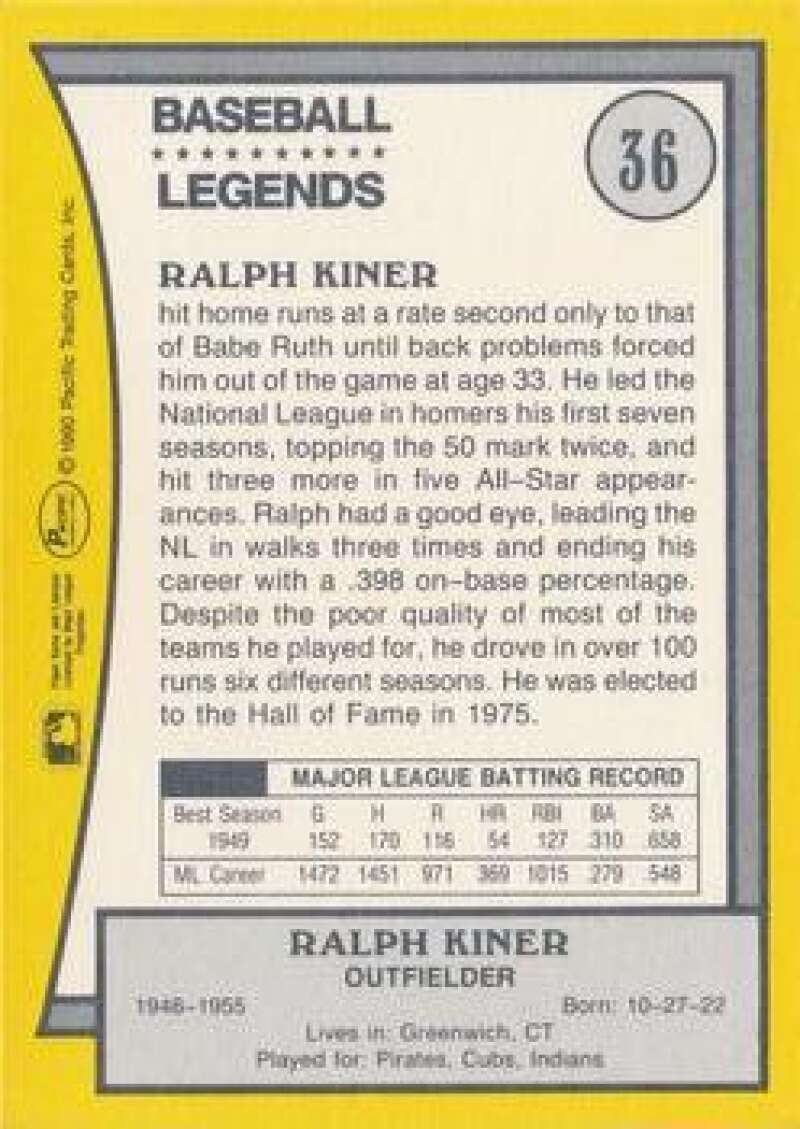 BASEBALL
LEGENDS
36
RALPH KINER
hit home runs at a rate second only to that
of Babe Ruth until back problems forced
him out of the game at age 33. He led the
National League in homers his first seven
seasons, topping the 50 mark twice, and
hit three more in five All-Star appear-
ances. Ralph had a good eye, leading the
NL in walks three times and ending his
career with a .398 on-base percentage.
Despite the poor quality of most of the
teams he played for, he drove in over 100
runs six different seasons. He was elected
to the Hall of Fame in 1975.
MAJOR LEAGUE BATTING RECORD
Best Season G H R HR RBI BA SA
1949 152 170 116 54 127 310 658
ML Career 1472 1451 971 369 1015 279 548
RALPH KINER
OUTFIELDER
1946-1955 Born: 10-27-22
Lives in: Greenwich, CT
Played for: Pirates, Cubs, Indians
© 1990 Pacific Trading Cards, Inc.
PACIFIC